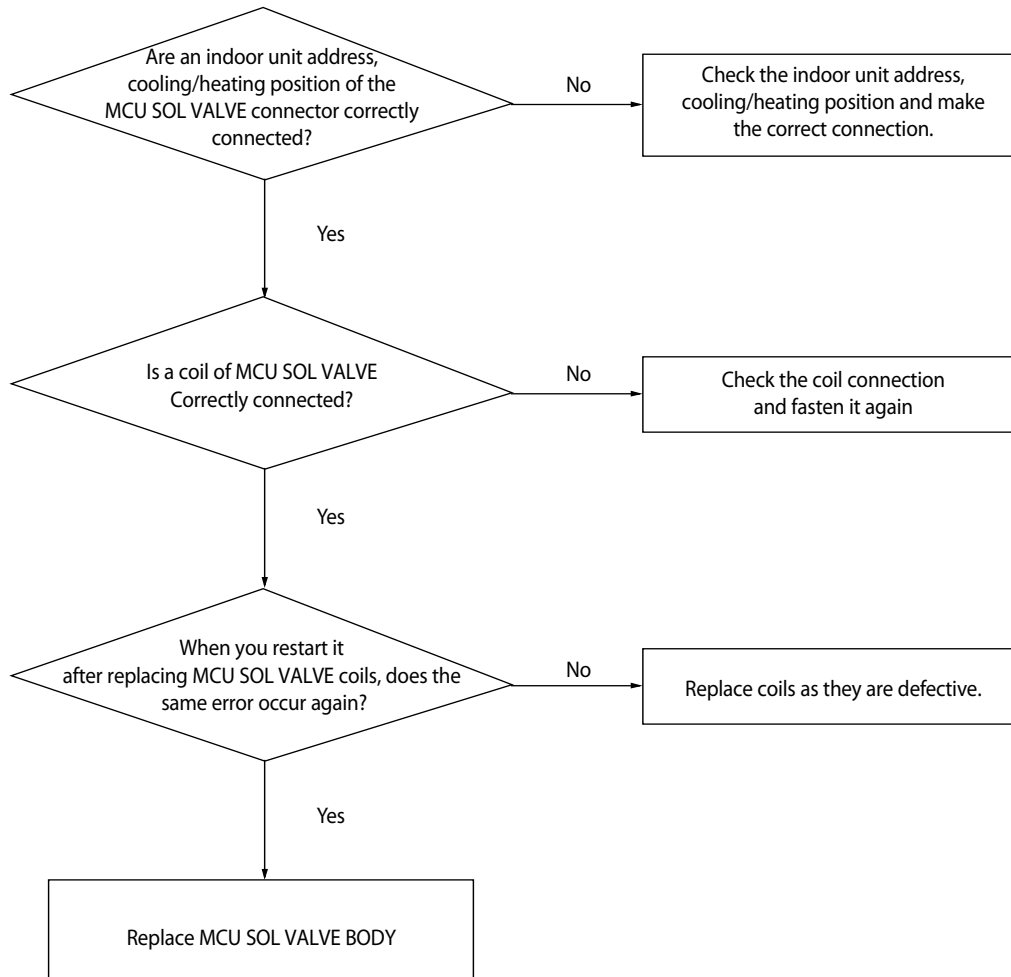 Are an indoor unit address,
cooling/heating position of the
MCU SOL VALVE connector correctly
connected?
No
Check the indoor unit address,
cooling/heating position and make
the correct connection.
Yes
Is a coil of MCU SOL VALVE
Correctly connected?
No
Check the coil connection
and fasten it again
Yes
When you restart it
after replacing MCU SOL VALVE coils, does the
same error occur again?
No
Replace coils as they are defective.
Yes
Replace MCU SOL VALVE BODY